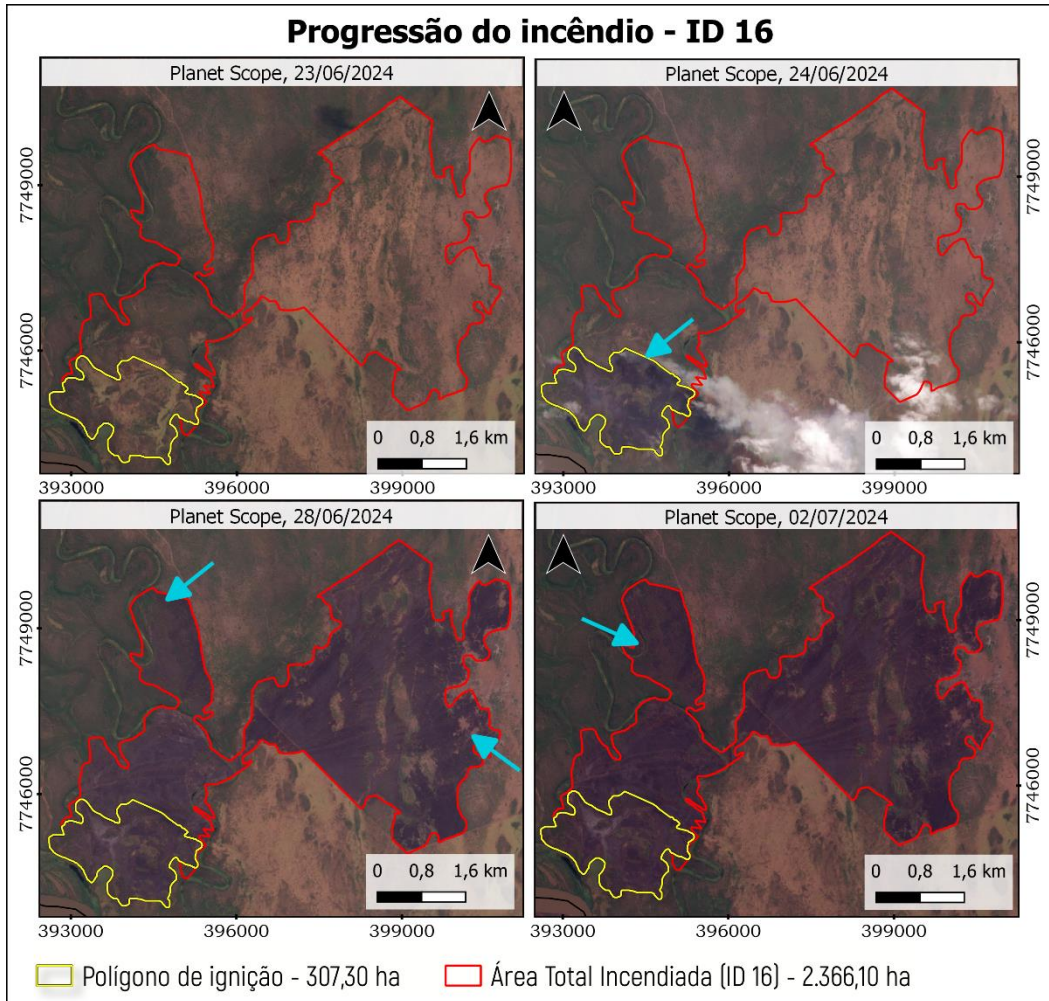 Progressão do incêndio - ID 16
Planet Scope, 23/06/2024
Planet Scope, 24/06/2024
7749000
7746000
7749000
7746000
0 0,8 1,6 km
0 0,8 1,6 km
393000 396000 399000
393000 396000 399000
Planet Scope, 28/06/2024
Planet Scope, 02/07/2024
7749000
7746000
7749000
7746000
0 0,8 1,6 km
0 0,8 1,6 km
393000 396000 399000
393000 396000 399000
Polígono de ignição - 307,30 ha
Área Total Incendiada (ID 16) - 2.366,10 ha